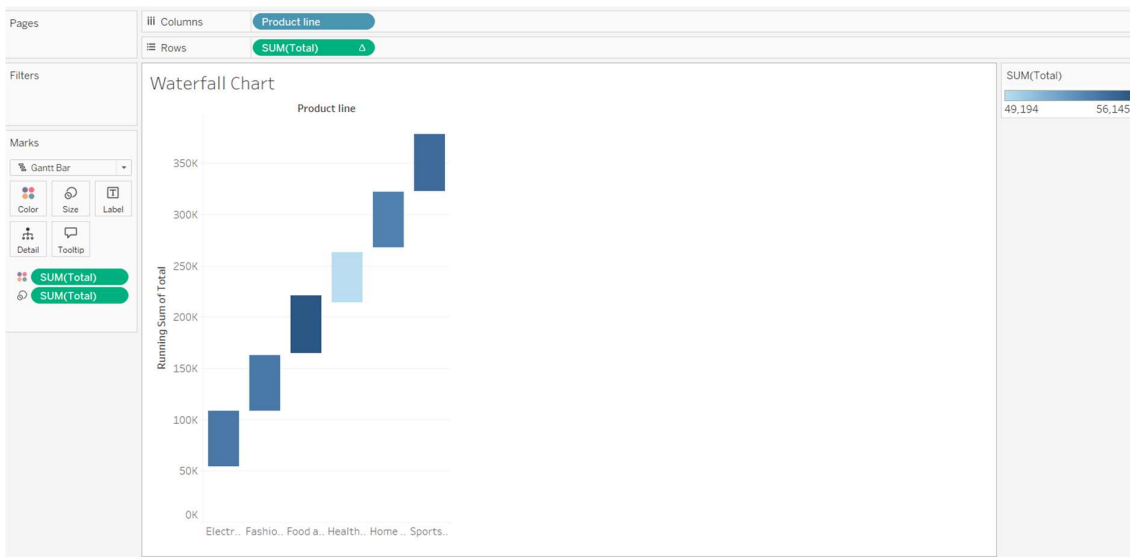 Pages
Columns
Product line
Rows
SUM(Total) Δ
Filters
Marks
Gantt Bar
Color
Size
Label
Detail
Tooltip
SUM(Total)
SUM(Total)
Waterfall Chart
Product line
Running Sum of Total
350K
300K
250K
200K
150K
100K
50K
0K
Electr.. Fashio.. Food a.. Health.. Home .. Sports..
SUM(Total)
49,194 56,145